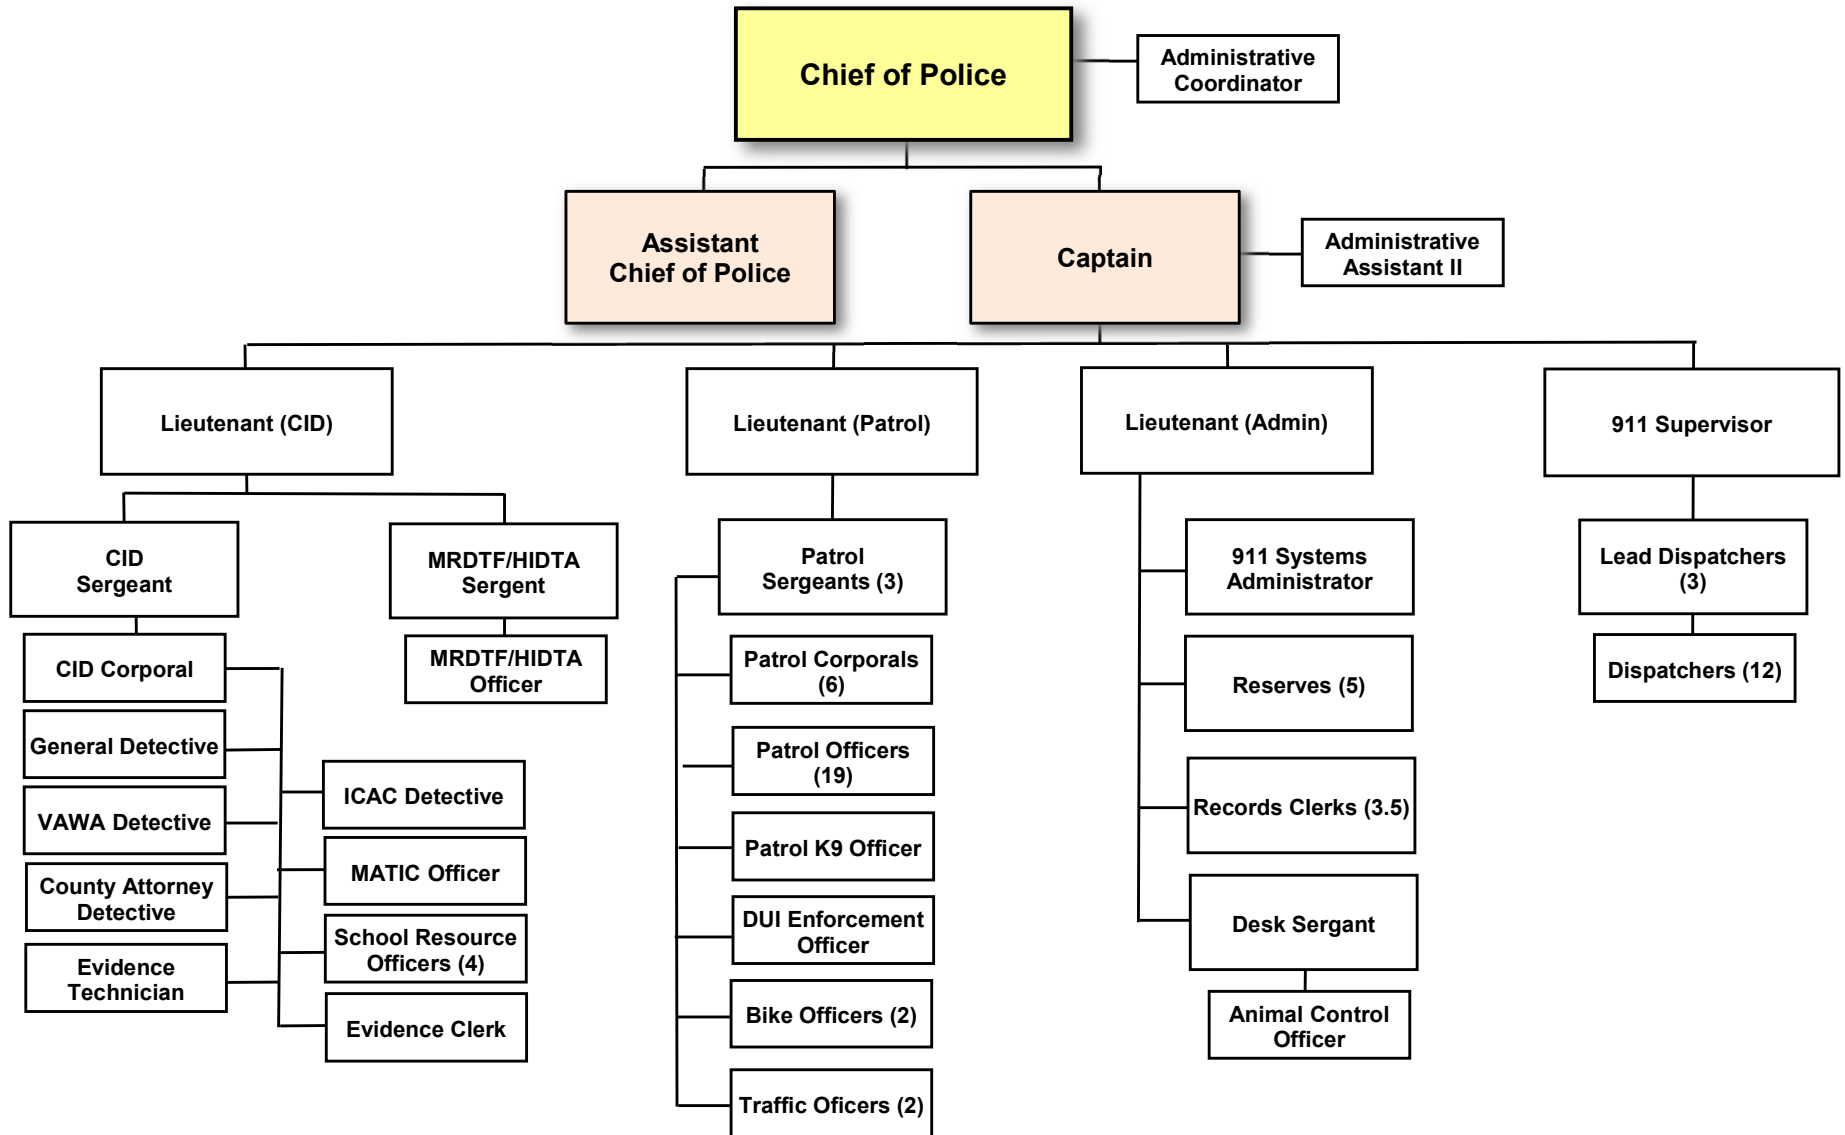 Chief of Police
Administrative
Coordinator
Assistant
Chief of Police
Captain
Administrative
Assistant II
Lieutenant (CID)
Lieutenant (Patrol)
Lieutenant (Admin)
911 Supervisor
CID
Sergeant
MRDTF/HIDTA
Sergent
CID Corporal
MRDTF/HIDTA
Officer
General Detective
VAWA Detective
County Attorney
Detective
Evidence
Technician
ICAC Detective
MATIC Officer
School Resource
Officers (4)
Evidence Clerk
Patrol
Sergeants (3)
Patrol Corporals
(6)
Patrol Officers
(19)
Patrol K9 Officer
DUI Enforcement
Officer
Bike Officers (2)
Traffic Oficers (2)
911 Systems
Administrator
Reserves (5)
Records Clerks (3.5)
Desk Sergant
Animal Control
Officer
Lead Dispatchers
(3)
Dispatchers (12)